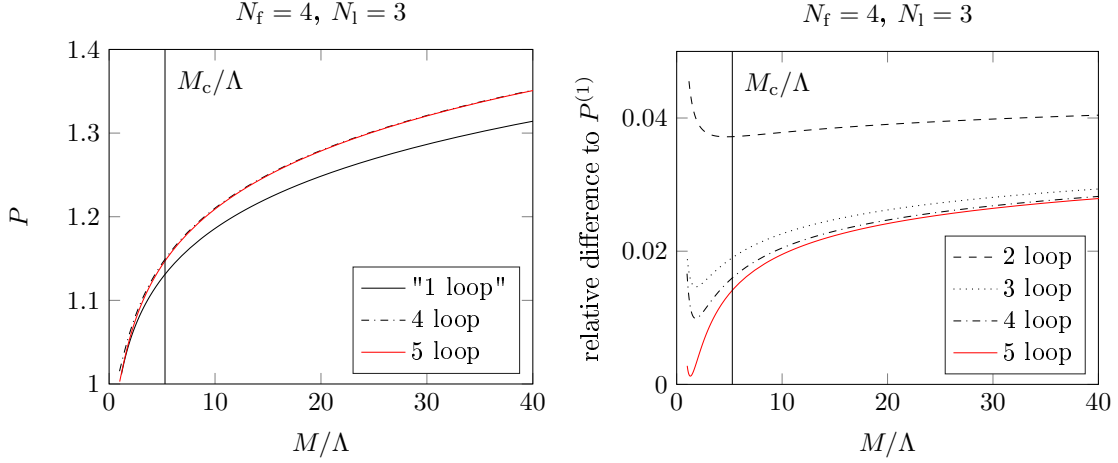 N_f = 4, N_l = 3
1.4
1.3
1.2
1.1
1
P
M_c/Λ
"1 loop"
4 loop
5 loop
0
10
20
30
40
M/Λ
N_f = 4, N_l = 3
0.04
0.02
0
relative difference to P^(1)
M_c/Λ
2 loop
3 loop
4 loop
5 loop
0
10
20
30
40
M/Λ